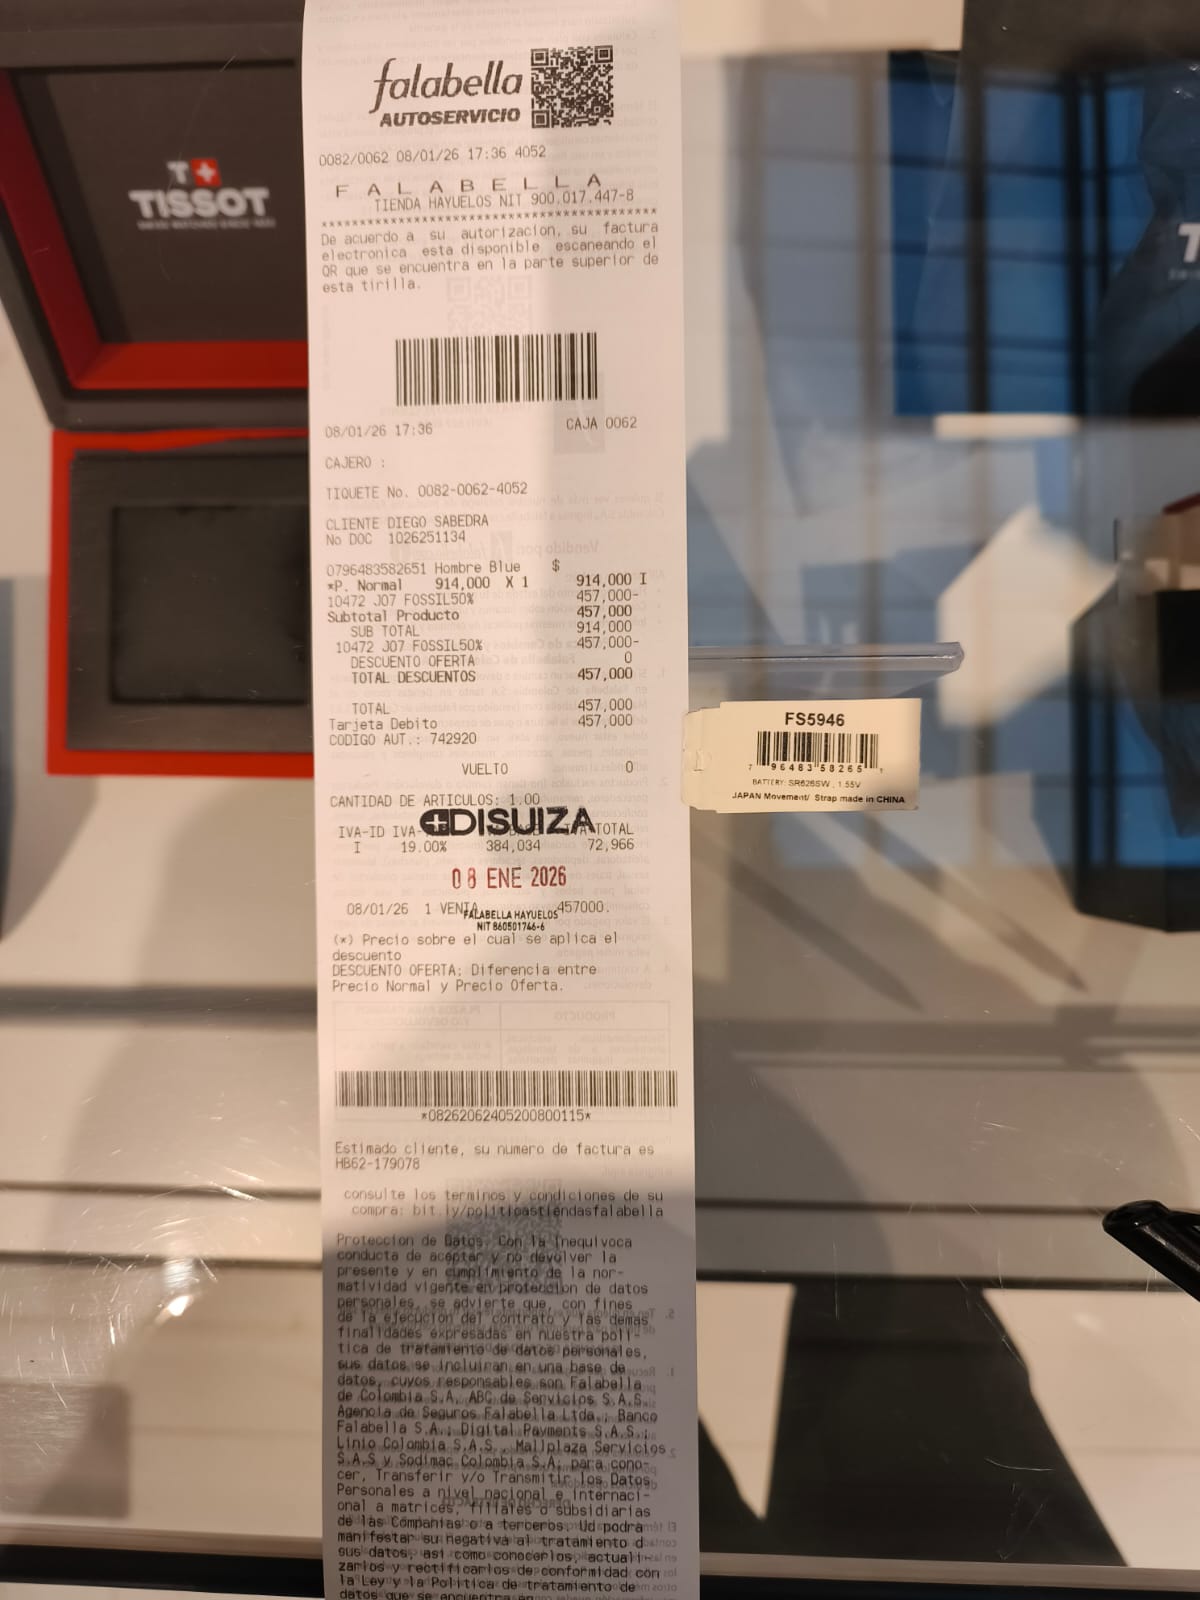 falabella
AUTOSERVICIO
TISSOT
0082/0062 08/01/26 17:36 4052
F A L A B E L L A
TIENDA HAYUELOS NIT 900.017.447-8
****************************************
De acuerdo a su autorizacion, su factura
electronica esta disponible escaneando el
QR que se encuentra en la parte superior de
esta tirilla.
08/01/26 17:36 CAJA 0062
CAJERO :
TIQUETE No. 0082-0062-4052
CLIENTE DIEGO SABEDRA
No DOC 1026251134
0796483582651 Hombre Blue $
*P. Normal 914,000 X 1 914,000 I
10472 J07 FOSSIL50% 457,000-
Subtotal Producto 457,000
SUB TOTAL 914,000
10472 J07 FOSSIL50% 457,000-
DESCUENTO OFERTA 0
TOTAL DESCUENTOS 457,000
TOTAL 457,000
Tarjeta Debito 457,000
CODIGO AUT.: 742920
VUELTO 0
CANTIDAD DE ARTICULOS: 1,00
DISUIZA
IVA-ID IVA- BASE IVA TOTAL
I 19.00% 384,034 72,966
08 ENE 2026
08/01/26 1 VENTA 457000.
FALABELLA HAYUELOS
NIT 860501746-6
(*) Precio sobre el cual se aplica el
descuento
DESCUENTO OFERTA: Diferencia entre
Precio Normal y Precio Oferta.
*08262062405200800115*
Estimado cliente, su numero de factura es
HB62-179078
consulte los terminos y condiciones de su
compra: bit.ly/politicastiendasfalabella
Proteccion de Datos. Con la inequivoca
conducta de aceptar y no devolver la
presente y en cumplimiento de la nor-
matividad vigente en proteccion de datos
personales, se advierte que, con fines
de la ejecucion del contrato y las demas
finalidades expresadas en nuestra poli-
tica de tratamiento de datos personales,
sus datos se incluiran en una base de
datos, cuyos responsables son Falabella
de Colombia S.A, ABC de Servicios S.A.S,
Agencia de Seguros Falabella Ltda., Banco
Falabella S.A.; Digital Payments S.A.S.;
Linio Colombia S.A.S., Mallplaza Servicios
S.A.S y Sodimac Colombia S.A. para cono-
cer, Transferir y/o Transmitir los Datos
Personales a nivel nacional e internaci-
onal a matrices, filiales o subsidiarias
de las Companias o a terceros. Ud podra
manifestar su negativa al tratamiento d
sus datos, asi como conocerlos, actuali-
zarlos y rectificarlos de conformidad con
la Ley y la Politica de tratamiento de
datos que se encuentra en
FS5946
7 96483 58265 1
BATTERY: SR626SW , 1.55V
JAPAN Movement/ Strap made in CHINA